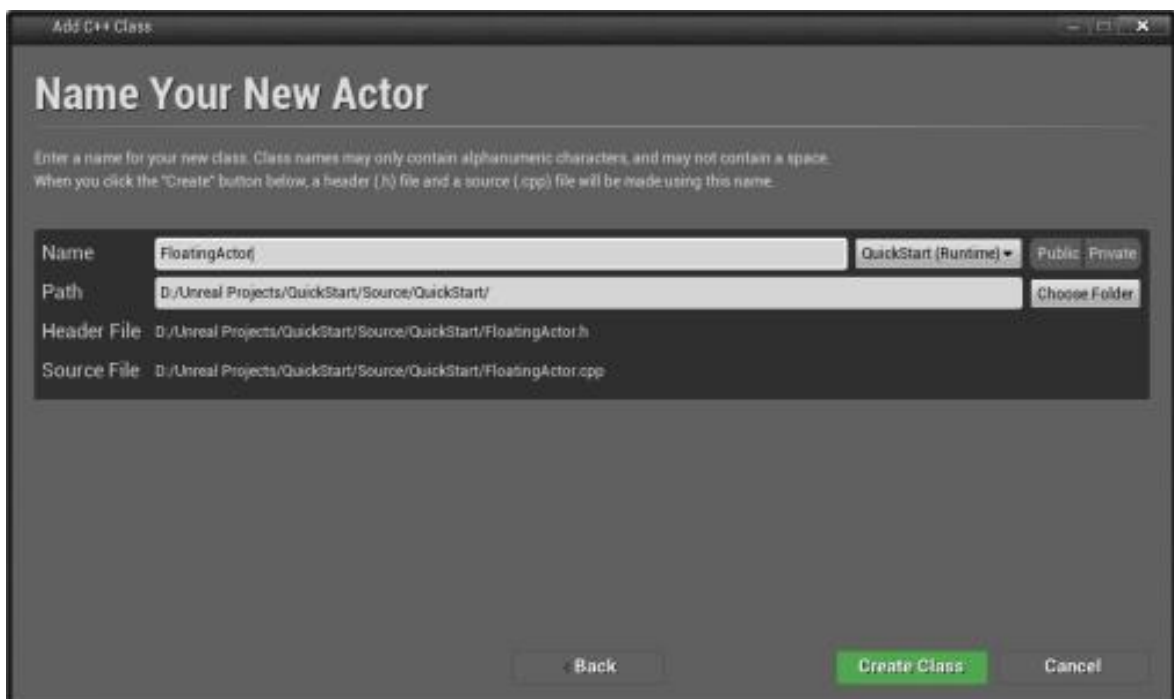 Add C++ Class
Name Your New Actor
Enter a name for your new class. Class names may only contain alphanumeric characters, and may not contain a space.
When you click the "Create" button below, a header (.h) file and a source (.cpp) file will be made using this name.
Name FloatingActor QuickStart (Runtime) Public Private
Path D:/Unreal Projects/QuickStart/Source/QuickStart/ Choose Folder
Header File D:/Unreal Projects/QuickStart/Source/QuickStart/FloatingActor.h
Source File D:/Unreal Projects/QuickStart/Source/QuickStart/FloatingActor.cpp
Back Create Class Cancel